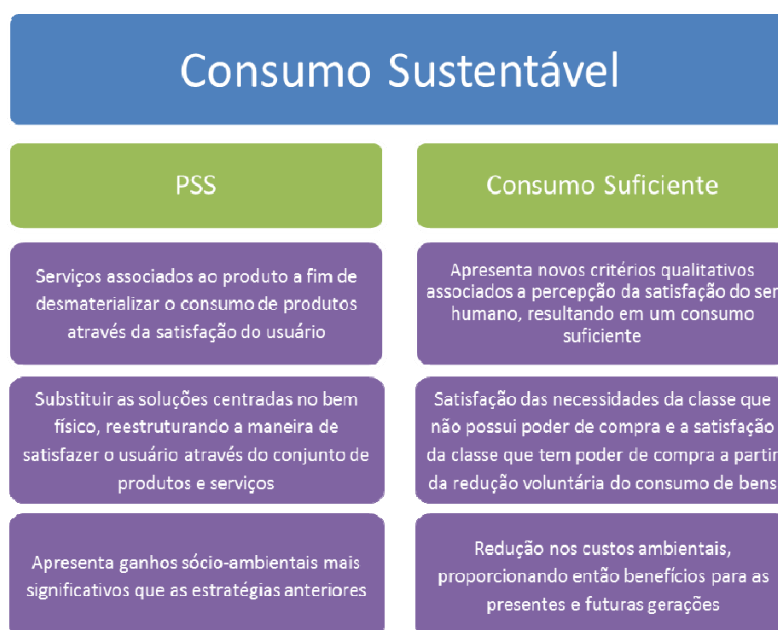 Consumo Sustentável
PSS
Serviços associados ao produto a fim de
desmaterializar o consumo de produtos
através da satisfação do usuário
Substituir as soluções centradas no bem
físico, reestruturando a maneira de
satisfazer o usuário através do conjunto de
produtos e serviços
Apresenta ganhos sócio-ambientais mais
significativos que as estratégias anteriores
Consumo Suficiente
Apresenta novos critérios qualitativos
associados a percepção da satisfação do ser
humano, resultando em um consumo
suficiente
Satisfação das necessidades da classe que
não possui poder de compra e a satisfação
da classe que tem poder de compra a partir
da redução voluntária do consumo de bens
Redução nos custos ambientais,
proporcionando então benefícios para as
presentes e futuras gerações